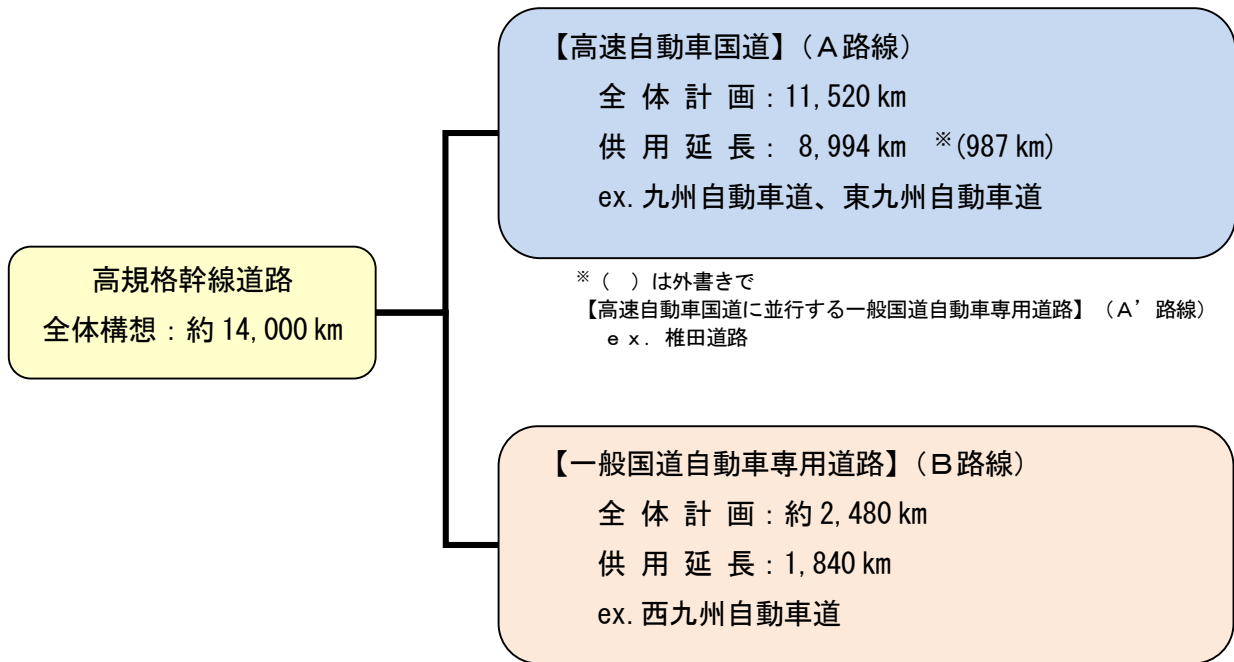 高規格幹線道路
全体構想：約 14,000 km
【高速自動車国道】（Ａ路線）
全 体 計 画：11,520 km
供 用 延 長： 8,994 km ※(987 km)
ex. 九州自動車道、東九州自動車道
※（ ）は外書きで
【高速自動車国道に並行する一般国道自動車専用道路】（Ａ’路線）
ｅｘ．椎田道路
【一般国道自動車専用道路】（Ｂ路線）
全 体 計 画：約 2,480 km
供 用 延 長：1,840 km
ex. 西九州自動車道